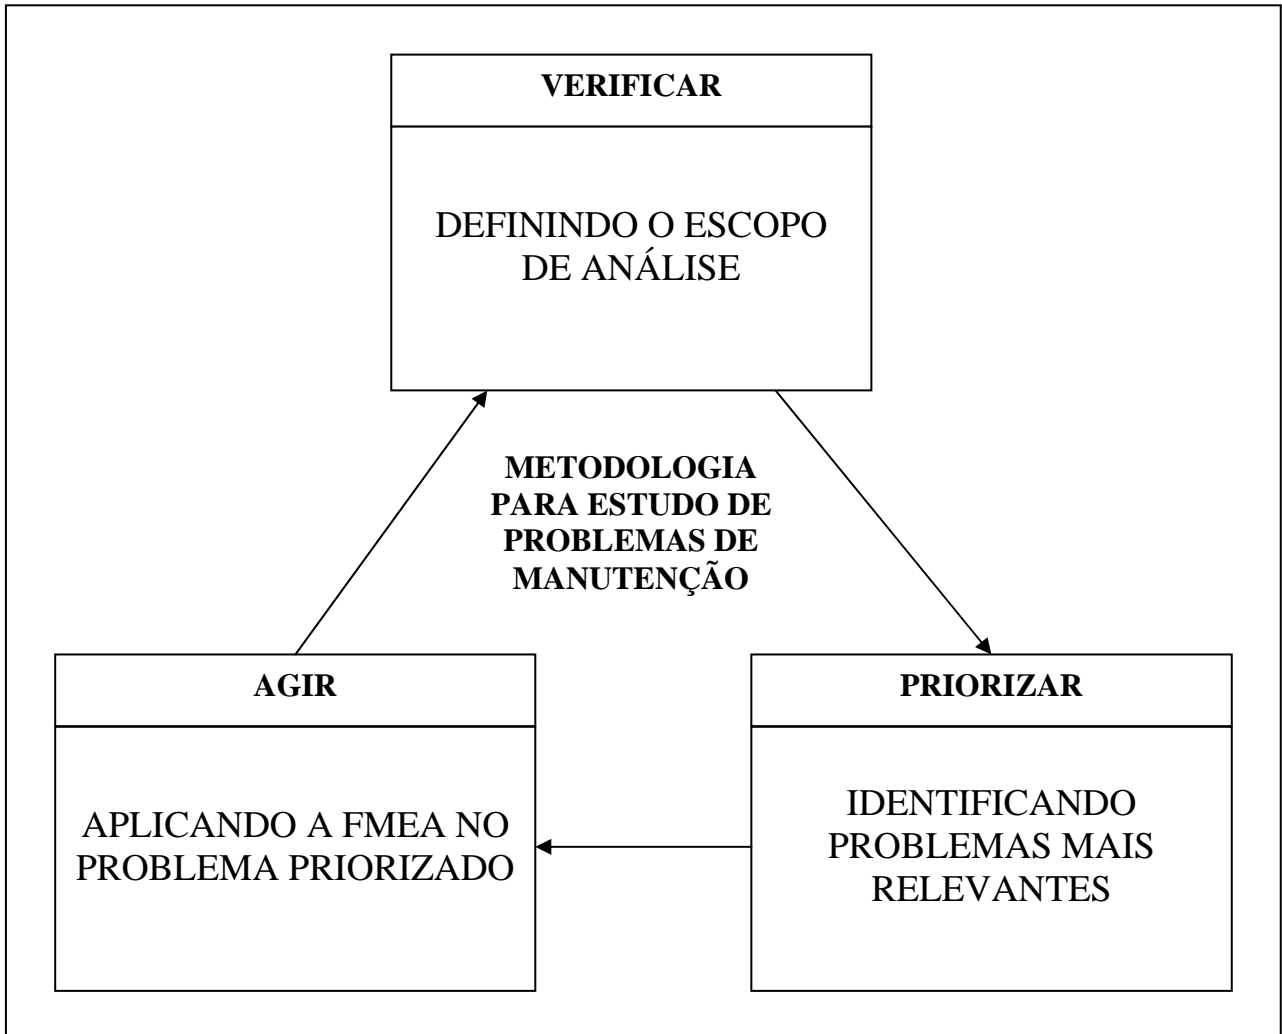 VERIFICAR
DEFININDO O ESCOPO
DE ANÁLISE
METODOLOGIA
PARA ESTUDO DE
PROBLEMAS DE
MANUTENÇÃO
AGIR
APLICANDO A FMEA NO
PROBLEMA PRIORIZADO
PRIORIZAR
IDENTIFICANDO
PROBLEMAS MAIS
RELEVANTES